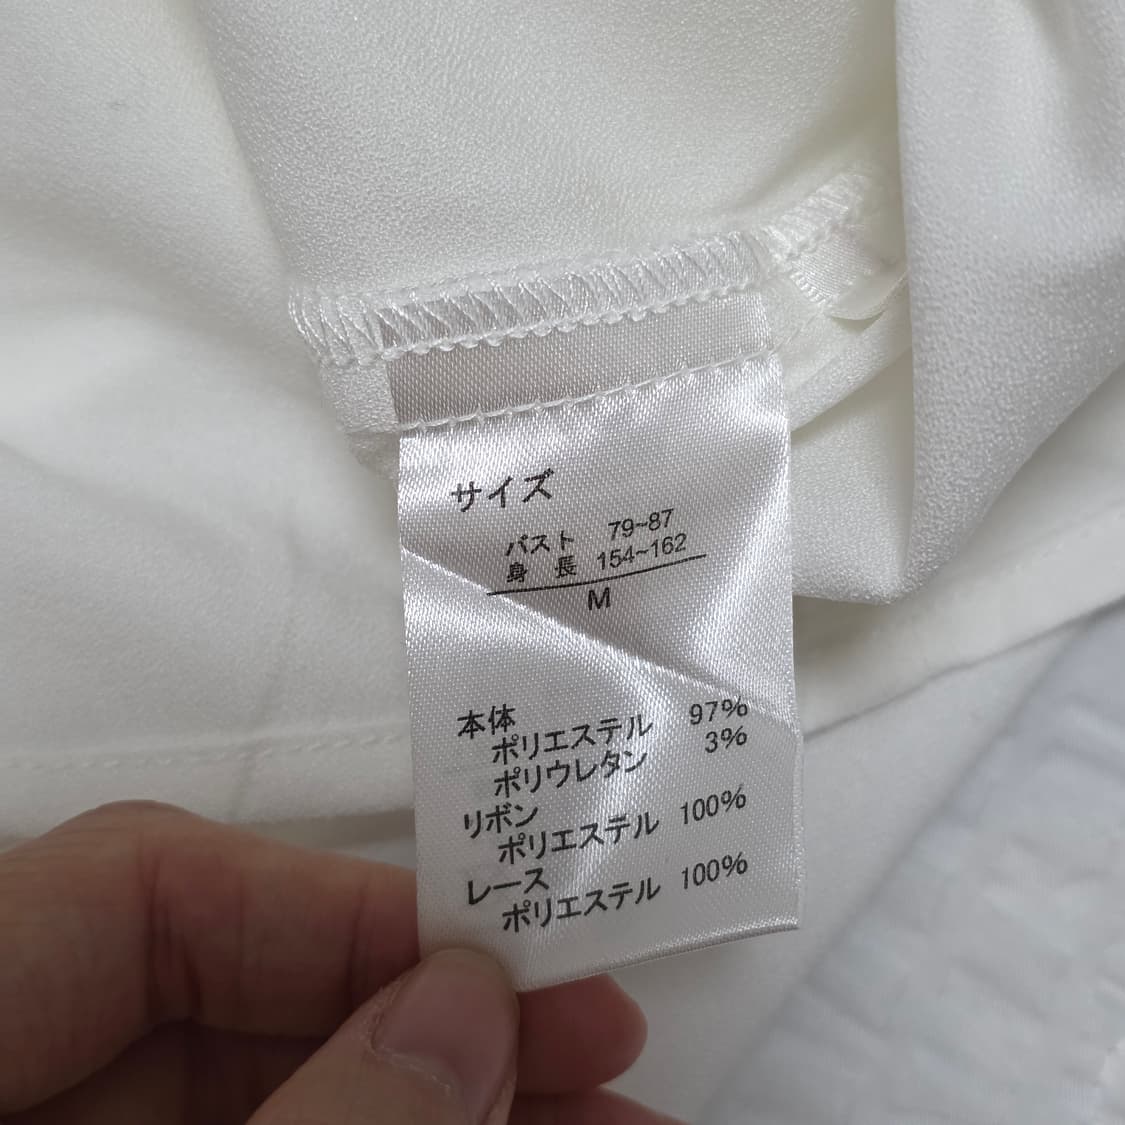 サイズ
バスト 79~87
身 長 154~162
M
本体
ポリエステル 97%
ポリウレタン 3%
リボン
ポリエステル 100%
レース
ポリエステル 100%